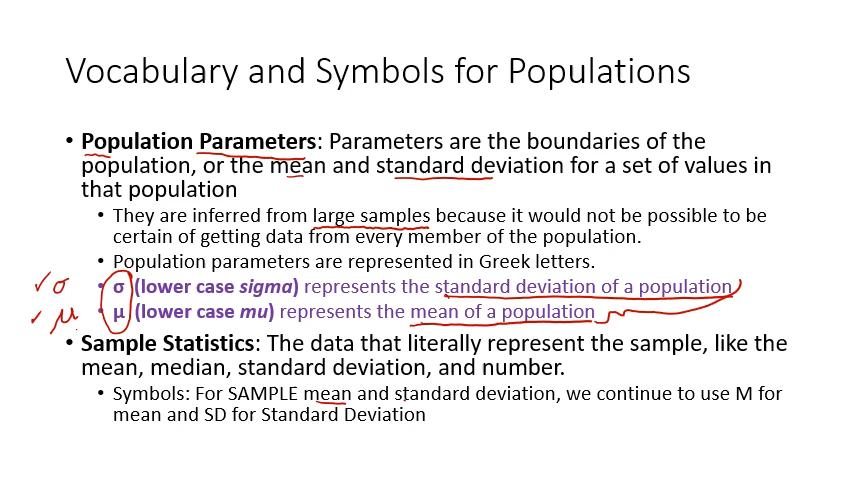 Vocabulary and Symbols for Populations
• Population Parameters: Parameters are the boundaries of the
population, or the mean and standard deviation for a set of values in
that population
• They are inferred from large samples because it would not be possible to be
certain of getting data from every member of the population.
• Population parameters are represented in Greek letters.
✓ σ • σ (lower case sigma) represents the standard deviation of a population
✓ μ • μ (lower case mu) represents the mean of a population
• Sample Statistics: The data that literally represent the sample, like the
mean, median, standard deviation, and number.
• Symbols: For SAMPLE mean and standard deviation, we continue to use M for
mean and SD for Standard Deviation